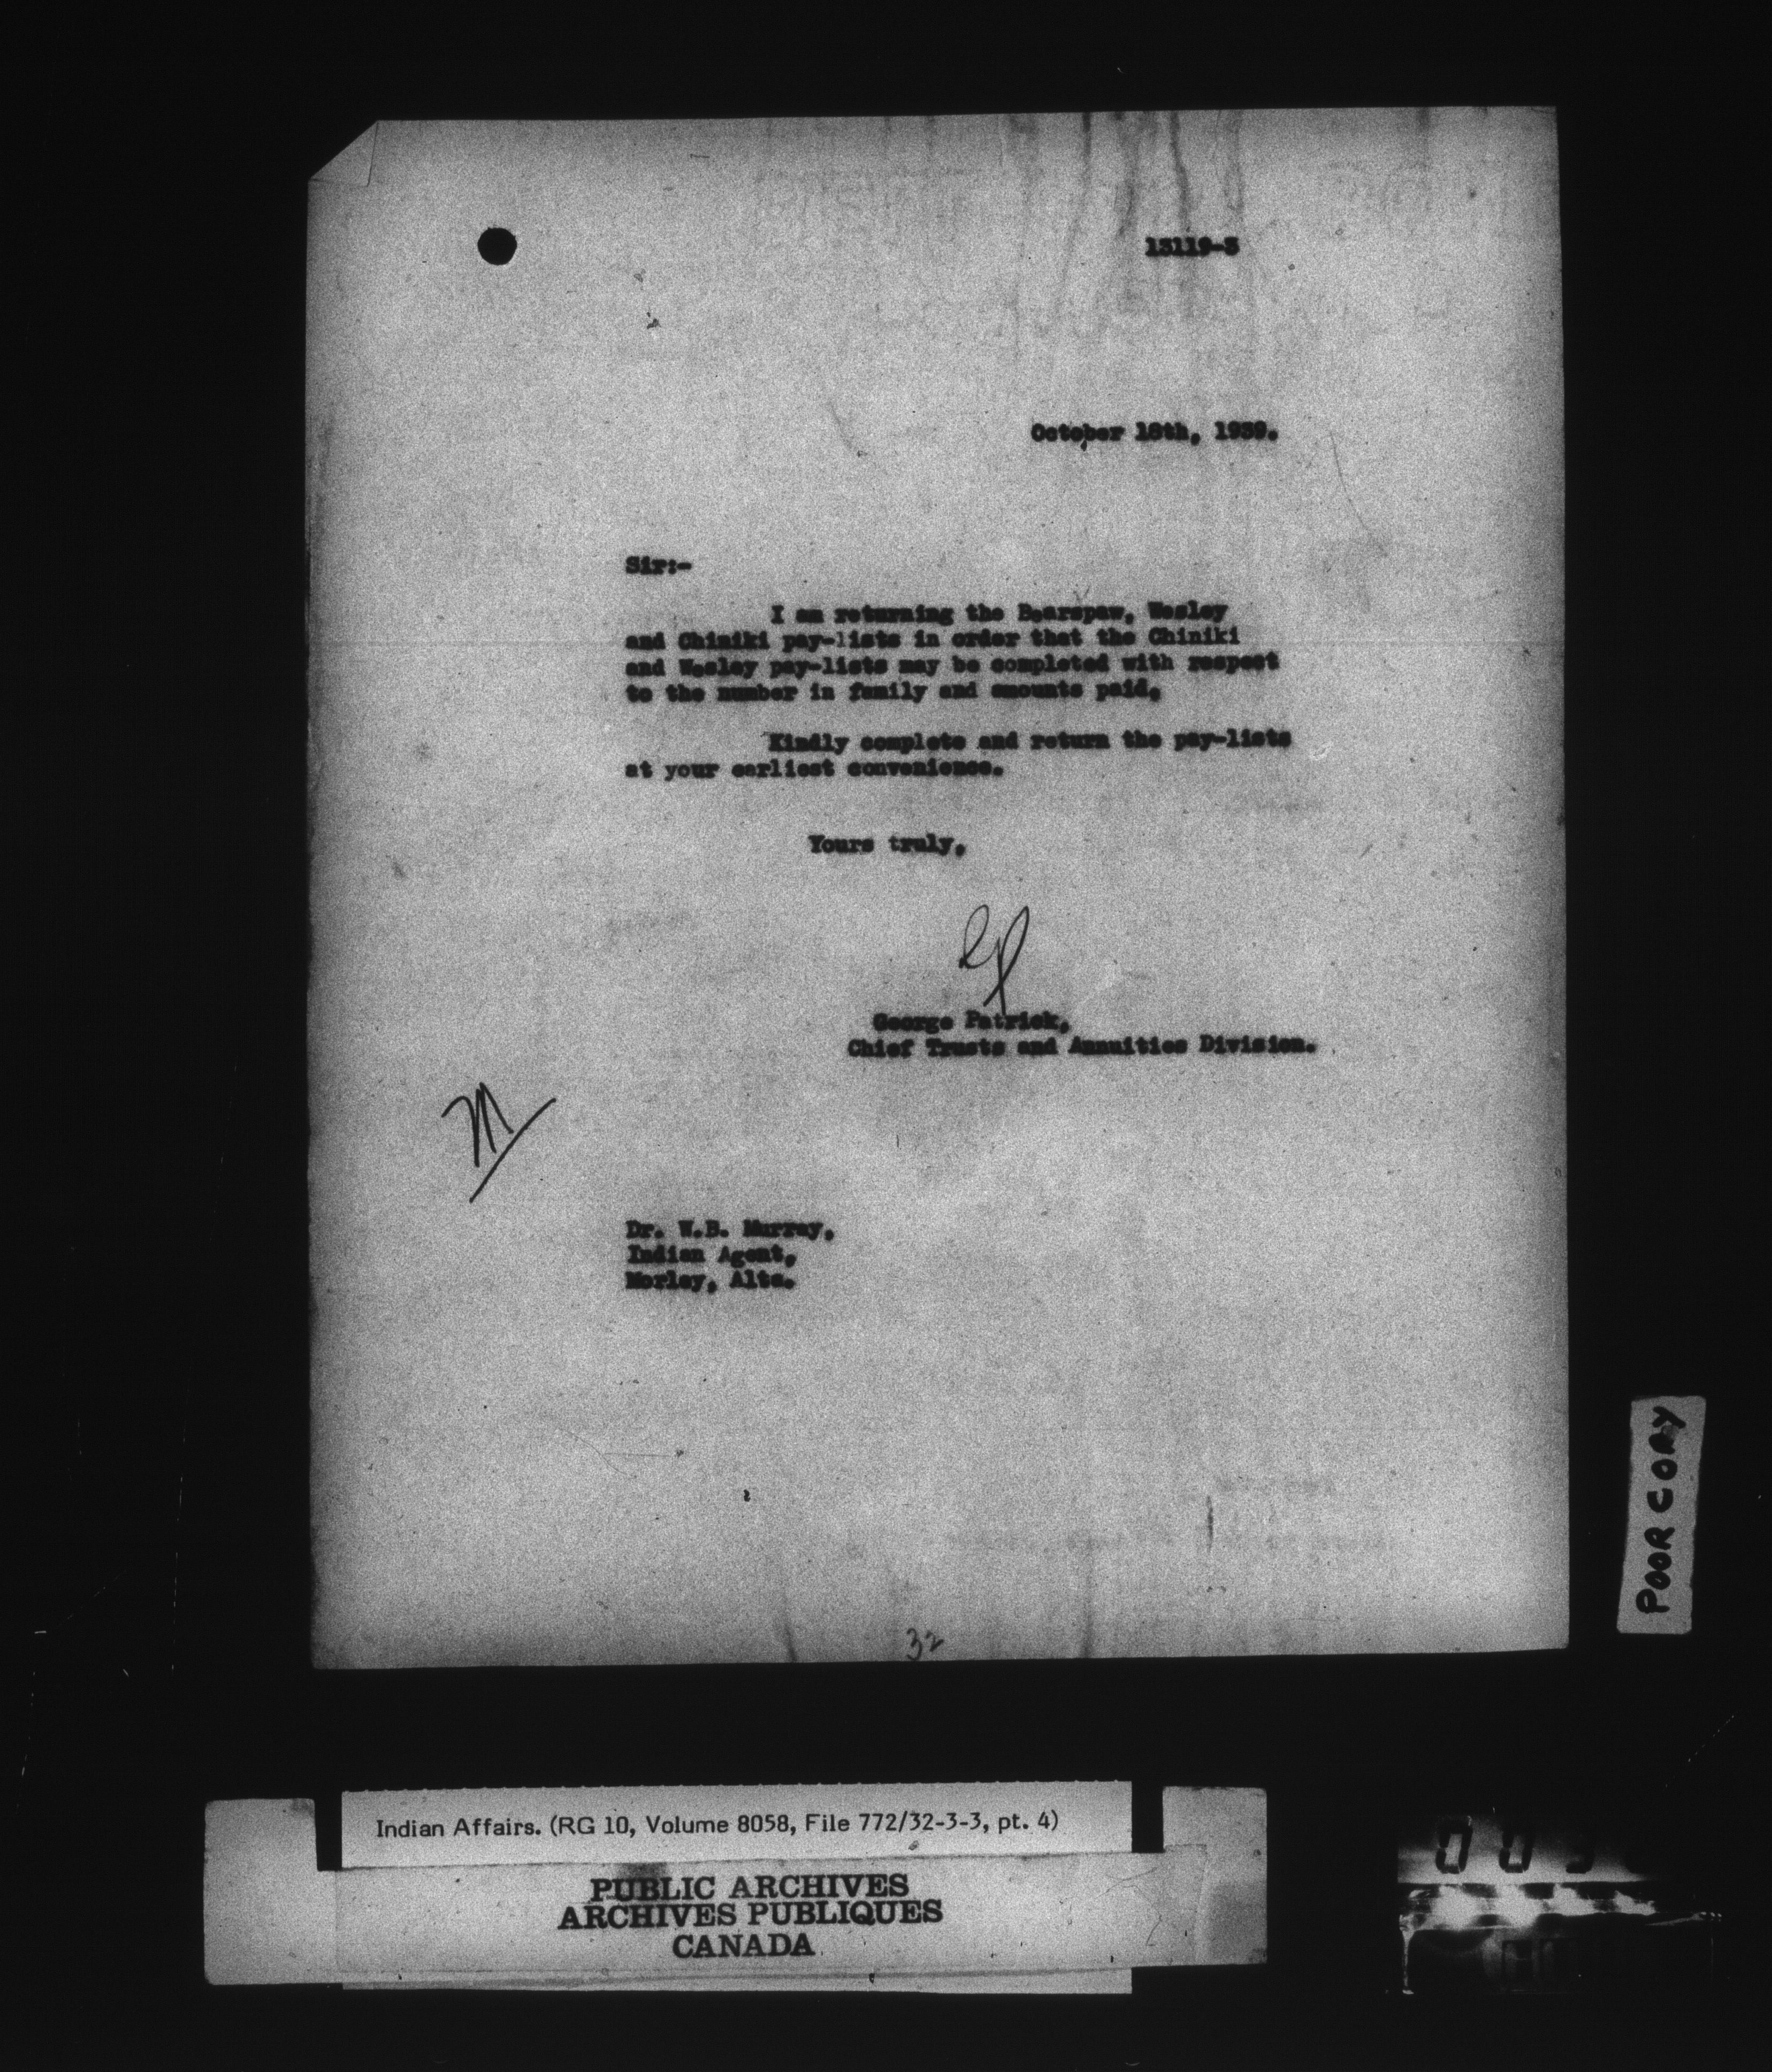 13119-3
October 18th, 1939.
Sir:-
I am returning the Bearspaw, Wesley
and Chiniki pay-lists in order that the Chiniki
and Wesley pay-lists may be completed with respect
to the number in family and amounts paid.
Kindly complete and return the pay-lists
at your earliest convenience.
Yours truly,
GP
George Patrick,
Chief Trusts and Annuities Division.
M
Dr. W.B. Murray,
Indian Agent,
Morley, Alta.
32
POOR COPY
Indian Affairs. (RG 10, Volume 8058, File 772/32-3-3, pt. 4)
PUBLIC ARCHIVES
ARCHIVES PUBLIQUES
CANADA